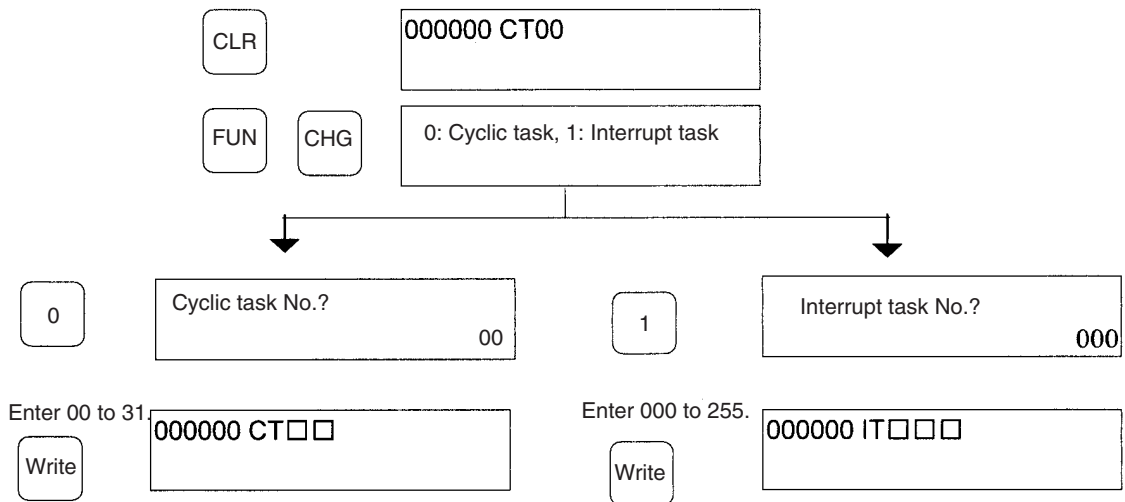 CLR
000000 CT00
FUN
CHG
0: Cyclic task, 1: Interrupt task
0
Cyclic task No.?
00
1
Interrupt task No.?
000
Enter 00 to 31.
Write
000000 CT□□
Enter 000 to 255.
Write
000000 IT□□□